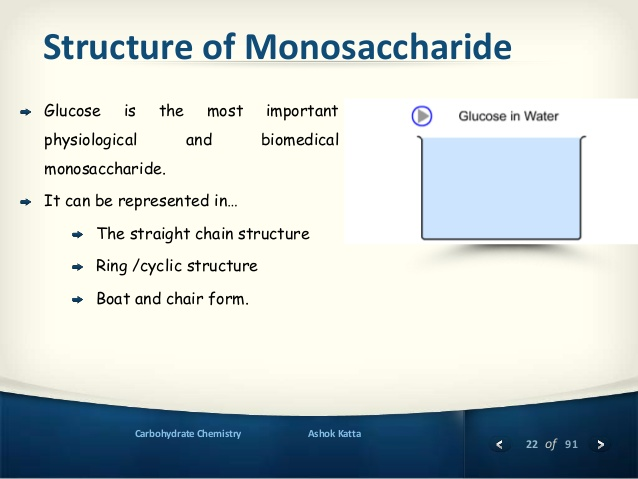 Structure of Monosaccharide
Glucose is the most important
physiological and biomedical
monosaccharide.
It can be represented in…
The straight chain structure
Ring /cyclic structure
Boat and chair form.
Glucose in Water
Carbohydrate Chemistry Ashok Katta
22 of 91